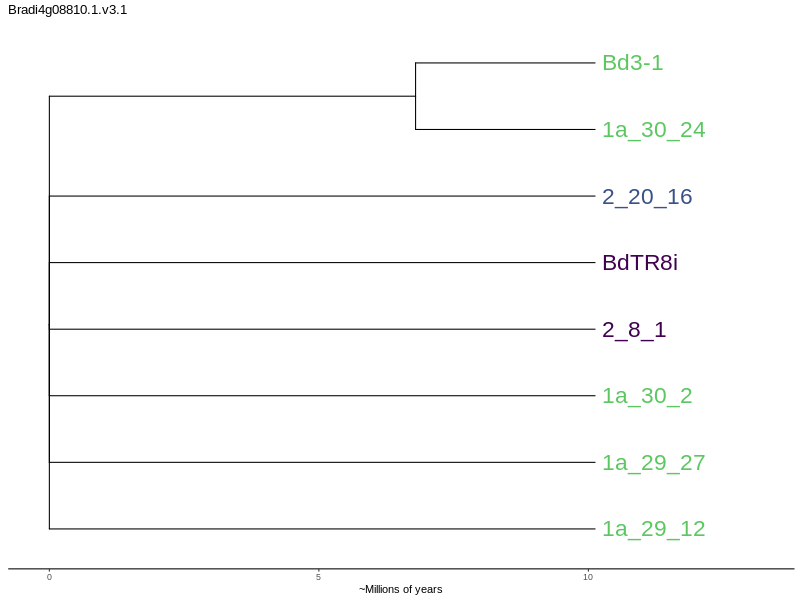 Bradi4g08810.1.v3.1
Bd3-1
1a_30_24
2_20_16
BdTR8i
2_8_1
1a_30_2
1a_29_27
1a_29_12
0 5 10
~Millions of years